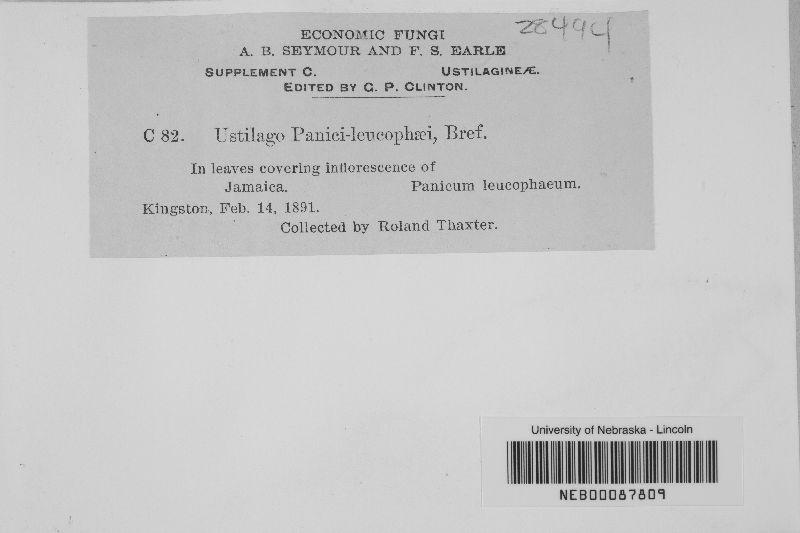 ECONOMIC FUNGI
28494
A. B. SEYMOUR AND F. S. EARLE
SUPPLEMENT C. USTILAGINEÆ.
EDITED BY G. P. CLINTON.
C 82. Ustilago Panici-leucophæi, Bref.
In leaves covering inflorescence of
Jamaica. Panicum leucophaeum.
Kingston, Feb. 14, 1891.
Collected by Roland Thaxter.
University of Nebraska - Lincoln
NEB00087809